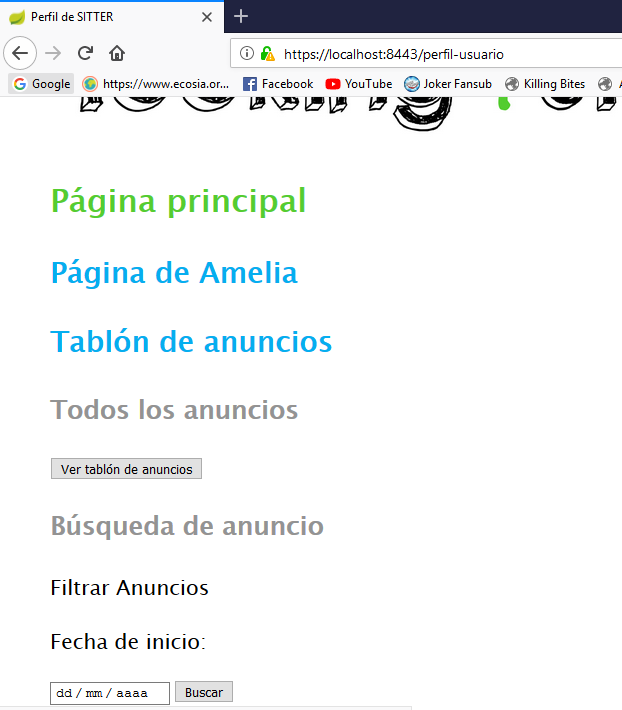 Perfil de SITTER
https://localhost:8443/perfil-usuario
Google https://www.ecosia.or... Facebook YouTube Joker Fansub Killing Bites
Página principal
Página de Amelia
Tablón de anuncios
Todos los anuncios
Ver tablón de anuncios
Búsqueda de anuncio
Filtrar Anuncios
Fecha de inicio:
dd / mm / aaaa Buscar